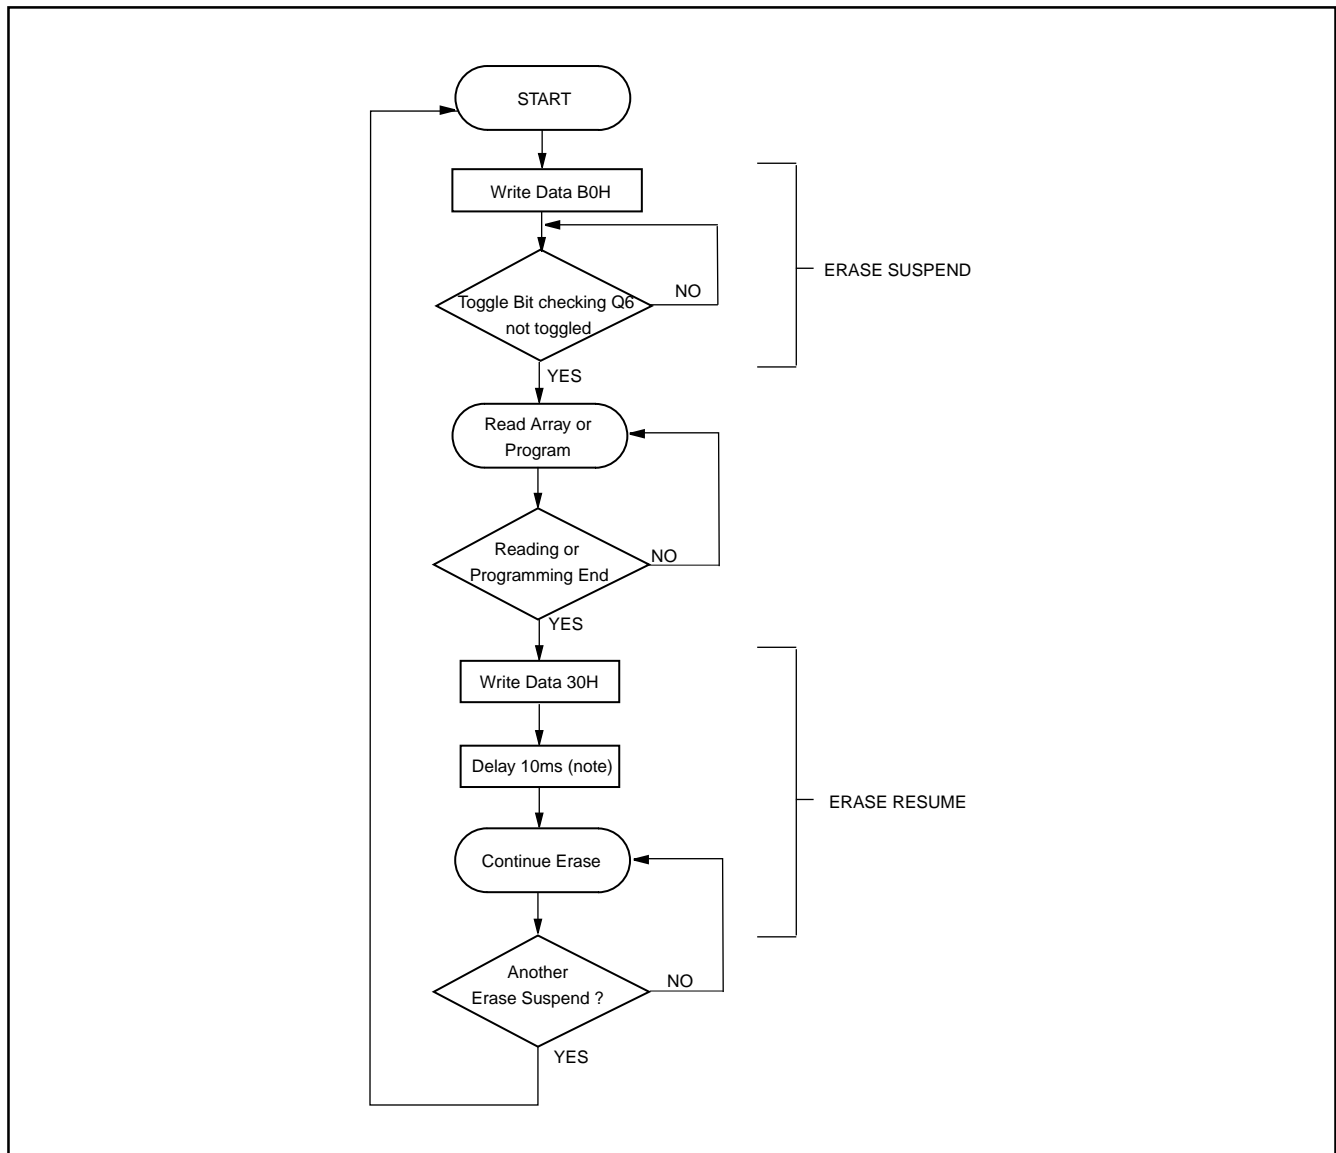 START
Write Data B0H
ERASE SUSPEND
Toggle Bit checking Q6
not toggled
NO
YES
Read Array or
Program
Reading or
Programming End
NO
YES
Write Data 30H
Delay 10ms (note)
ERASE RESUME
Continue Erase
Another
Erase Suspend ?
NO
YES